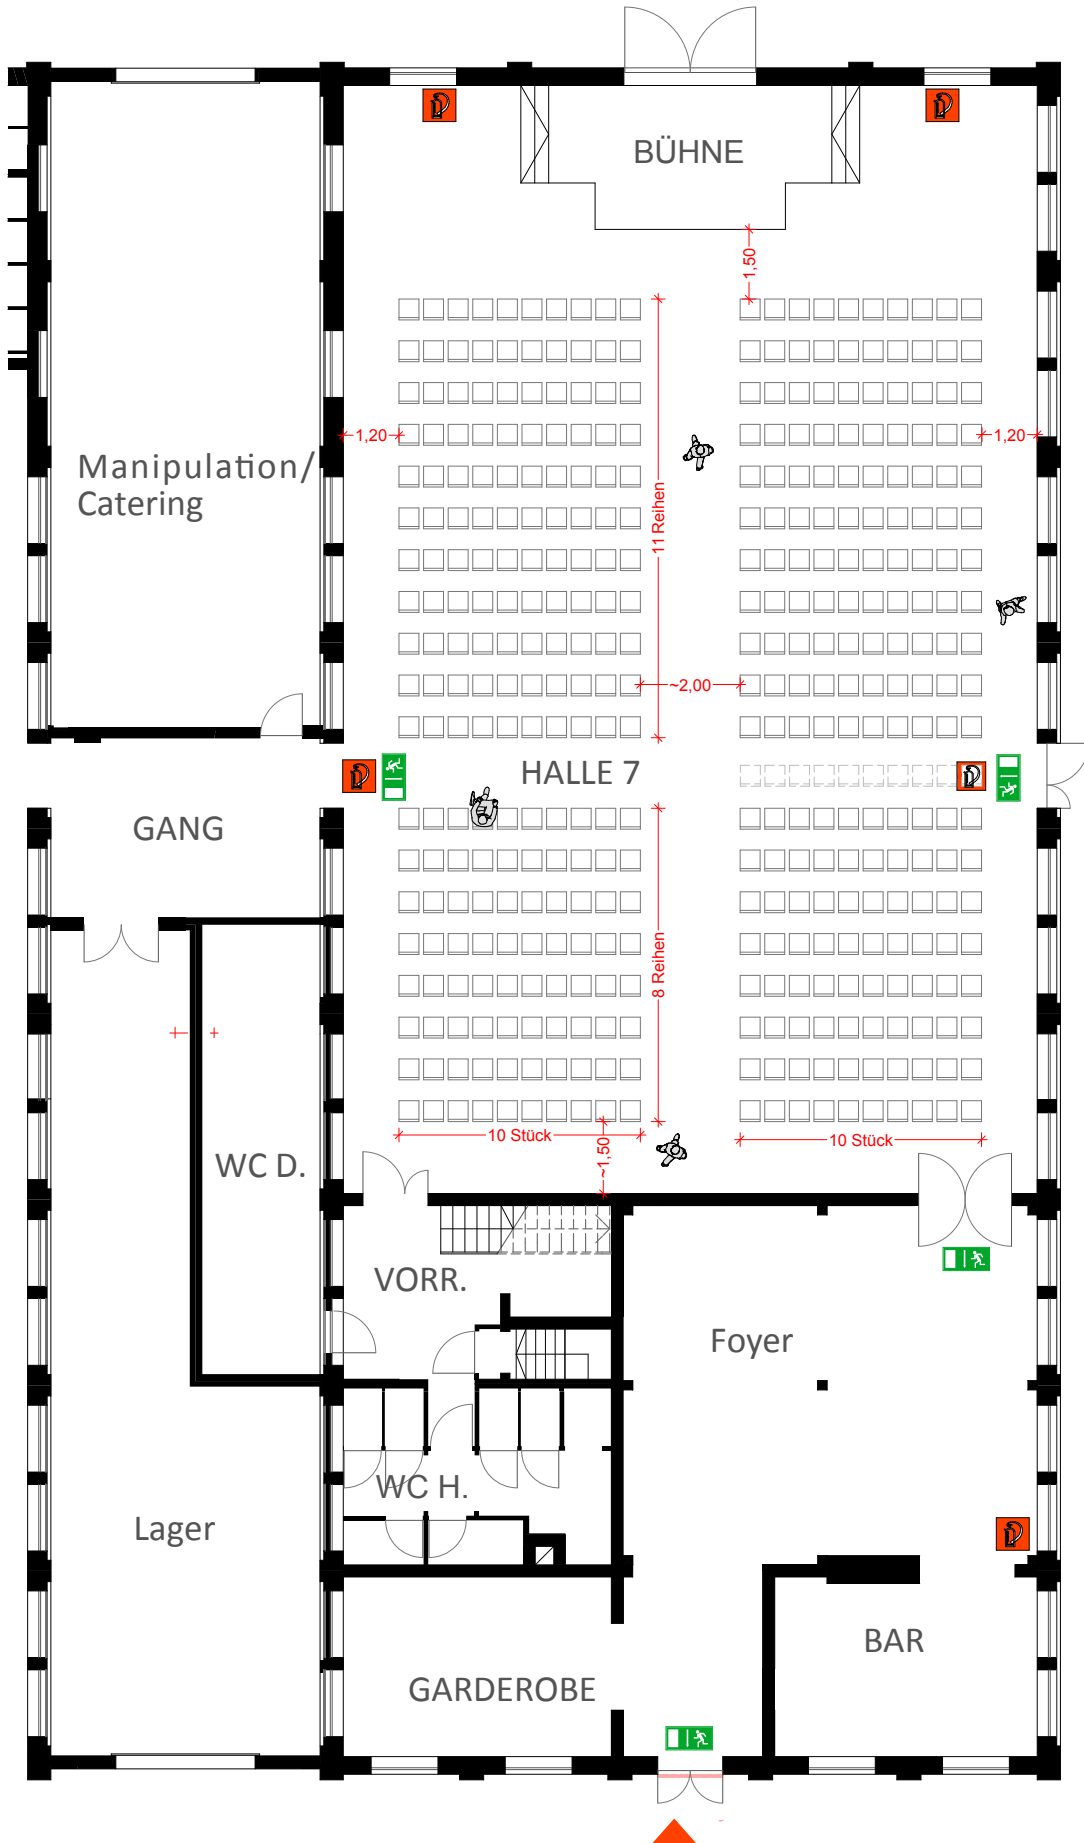 BÜHNE
1,50
1,20
1,20
Manipulation/
Catering
11 Reihen
~2,00
HALLE 7
GANG
8 Reihen
10 Stück
10 Stück
~1,50
WC D.
VORR.
Foyer
WC H.
Lager
BAR
GARDEROBE